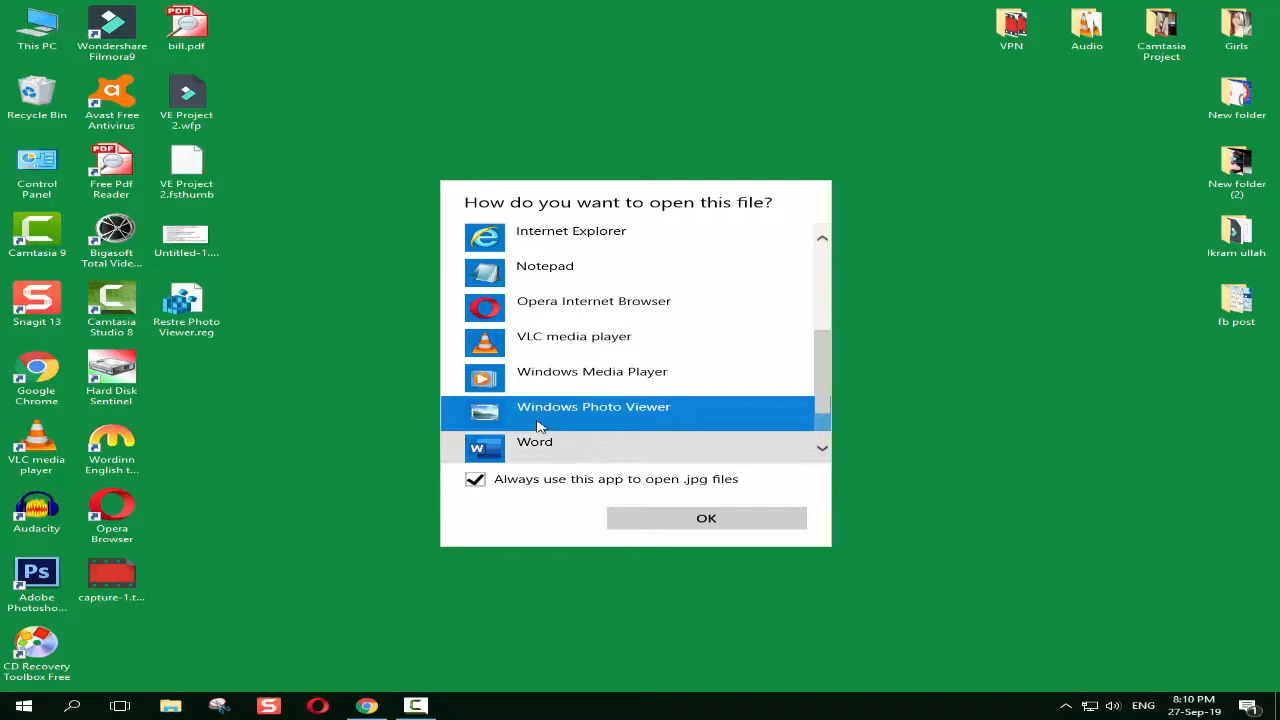 This PC
Wondershare
Filmora9
bill.pdf
VPN
Audio
Camtasia
Project
Girls
Recycle Bin
Avast Free
Antivirus
VE Project
2.wfp
New folder
Control
Panel
Free Pdf
Reader
VE Project
2.fsthumb
New folder
(2)
Camtasia 9
Bigasoft
Total Vide...
Untitled-1....
Ikram ullah
Snagit 13
Camtasia
Studio 8
Restre Photo
Viewer.reg
fb post
Google
Chrome
Hard Disk
Sentinel
VLC media
player
Wordinn
English t...
Audacity
Opera
Browser
Adobe
Photosho...
capture-1.t...
CD Recovery
Toolbox Free
How do you want to open this file?
Internet Explorer
Notepad
Opera Internet Browser
VLC media player
Windows Media Player
Windows Photo Viewer
Word
Always use this app to open .jpg files
OK
ENG
8:10 PM
27-Sep-19
1
PDF
PDF
Ps
W